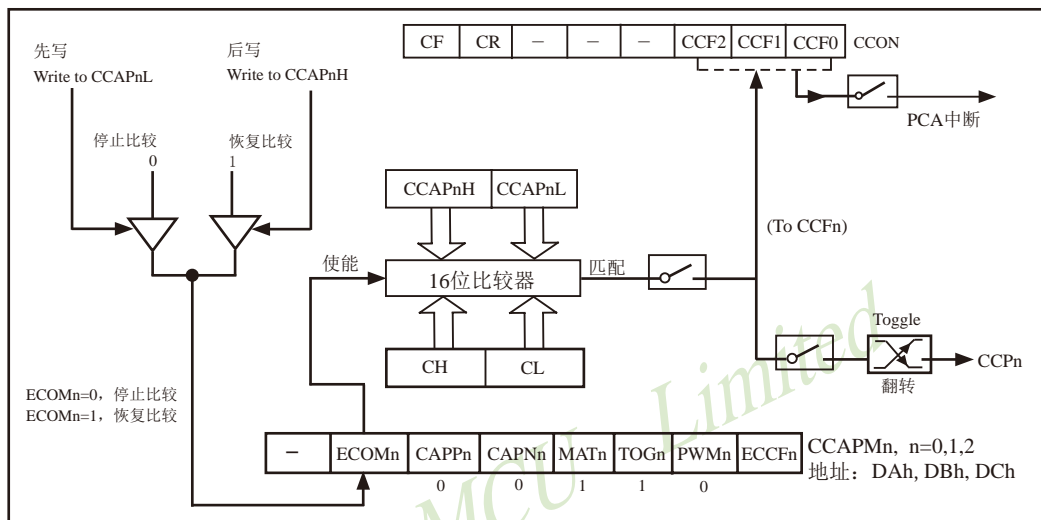 CF CR － － － CCF2 CCF1 CCF0 CCON
先写
Write to CCAPnL
后写
Write to CCAPnH
PCA中断
停止比较
0
恢复比较
1
CCAPnH CCAPnL
(To CCFn)
使能
16位比较器
匹配
Toggle
CH CL
CCPn
翻转
ECOMn=0，停止比较
ECOMn=1，恢复比较
－ ECOMn CAPPn CAPNn MATn TOGn PWMn ECCFn
CCAPMn, n=0,1,2
地址：DAh, DBh, DCh
0 0 1 1 0
MCU Limited